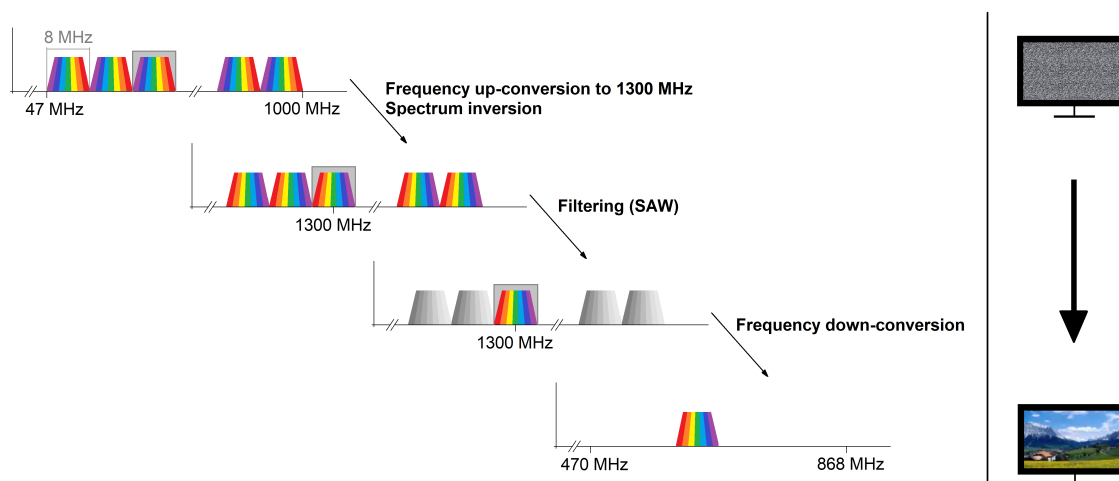 8 MHz
47 MHz
1000 MHz
Frequency up-conversion to 1300 MHz
Spectrum inversion
1300 MHz
Filtering (SAW)
1300 MHz
Frequency down-conversion
470 MHz
868 MHz